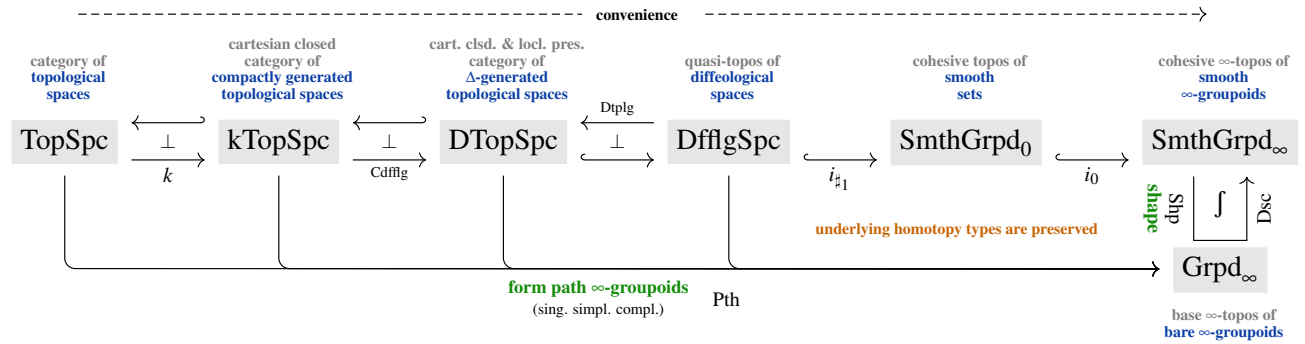 convenience
category of
topological
spaces
cartesian closed
category of
compactly generated
topological spaces
cart. clsd. & locl. pres.
category of
Δ-generated
topological spaces
quasi-topos of
diffeological
spaces
cohesive topos of
smooth
sets
cohesive ∞-topos of
smooth
∞-groupoids
Dtplg
TopSpc ⊥ kTopSpc ⊥ DTopSpc ⊥ DfflgSpc SmthGrpd₀ SmthGrpd∞
k Cdfflg i♯₁ i₀
shape Shp ʃ Dsc
underlying homotopy types are preserved
Grpd∞
form path ∞-groupoids
(sing. simpl. compl.)
Pth
base ∞-topos of
bare ∞-groupoids